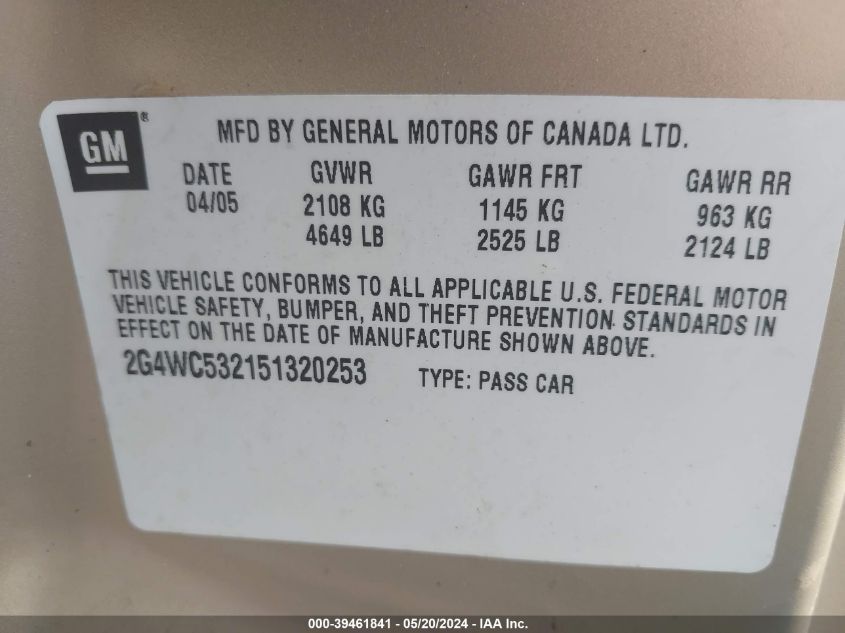 GM®
MFD BY GENERAL MOTORS OF CANADA LTD.
DATE GVWR GAWR FRT GAWR RR
04/05 2108 KG 1145 KG 963 KG
4649 LB 2525 LB 2124 LB
THIS VEHICLE CONFORMS TO ALL APPLICABLE U.S. FEDERAL MOTOR
VEHICLE SAFETY, BUMPER, AND THEFT PREVENTION STANDARDS IN
EFFECT ON THE DATE OF MANUFACTURE SHOWN ABOVE.
2G4WC532151320253 TYPE: PASS CAR
000-39461841 - 05/20/2024 - IAA Inc.